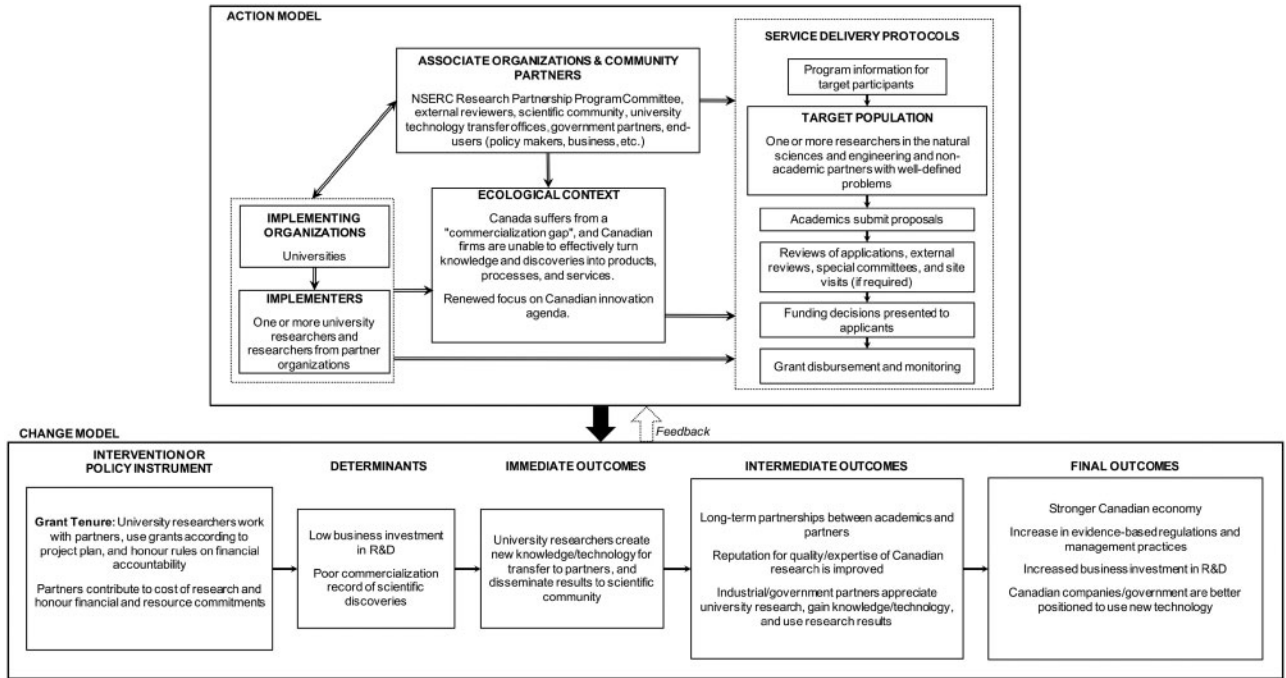 ACTION MODEL
ASSOCIATE ORGANIZATIONS & COMMUNITY
PARTNERS
NSERC Research Partnership Program Committee,
external reviewers, scientific community, university
technology transfer offices, government partners, end-
users (policy makers, business, etc.)
IMPLEMENTING
ORGANIZATIONS
Universities
IMPLEMENTERS
One or more university
researchers and
researchers from partner
organizations
ECOLOGICAL CONTEXT
Canada suffers from a
"commercialization gap", and Canadian
firms are unable to effectively turn
knowledge and discoveries into products,
processes, and services.
Renewed focus on Canadian innovation
agenda.
SERVICE DELIVERY PROTOCOLS
Program information for
target participants
TARGET POPULATION
One or more researchers in the natural
sciences and engineering and non-
academic partners with well-defined
problems
Academics submit proposals
Reviews of applications, external
reviews, special committees, and site
visits (if required)
Funding decisions presented to
applicants
Grant disbursement and monitoring
Feedback
CHANGE MODEL
INTERVENTION OR
POLICY INSTRUMENT
Grant Tenure: University researchers work
with partners, use grants according to
project plan, and honour rules on financial
accountability
Partners contribute to cost of research and
honour financial and resource commitments
DETERMINANTS
Low business investment
in R&D
Poor commercialization
record of scientific
discoveries
IMMEDIATE OUTCOMES
University researchers create
new knowledge/technology for
transfer to partners, and
disseminate results to scientific
community
INTERMEDIATE OUTCOMES
Long-term partnerships between academics and
partners
Reputation for quality/expertise of Canadian
research is improved
Industrial/government partners appreciate
university research, gain knowledge/technology,
and use research results
FINAL OUTCOMES
Stronger Canadian economy
Increase in evidence-based regulations and
management practices
Increased business investment in R&D
Canadian companies/government are better
positioned to use new technology